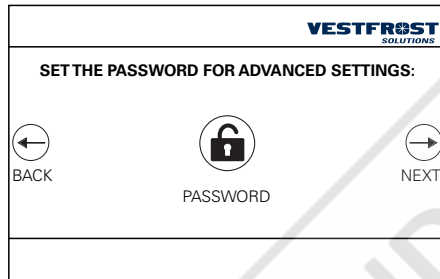 VESTFROST
SOLUTIONS
SET THE PASSWORD FOR ADVANCED SETTINGS:
BACK
PASSWORD
NEXT